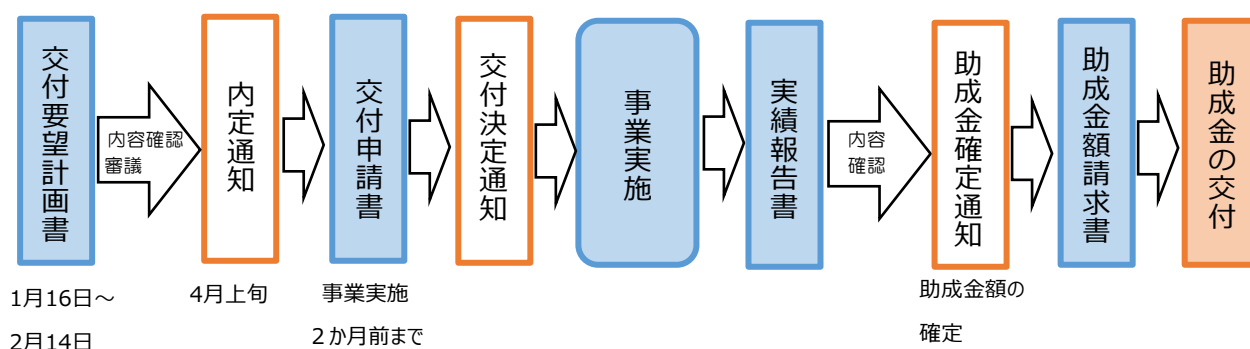 交付要望計画書
内容確認
審議
内定通知
交付申請書
交付決定通知
事業実施
実績報告書
内容
確認
助成金確定通知
助成金額請求書
助成金の交付
1月16日～
2月14日
4月上旬
事業実施
２か月前まで
助成金額の
確定